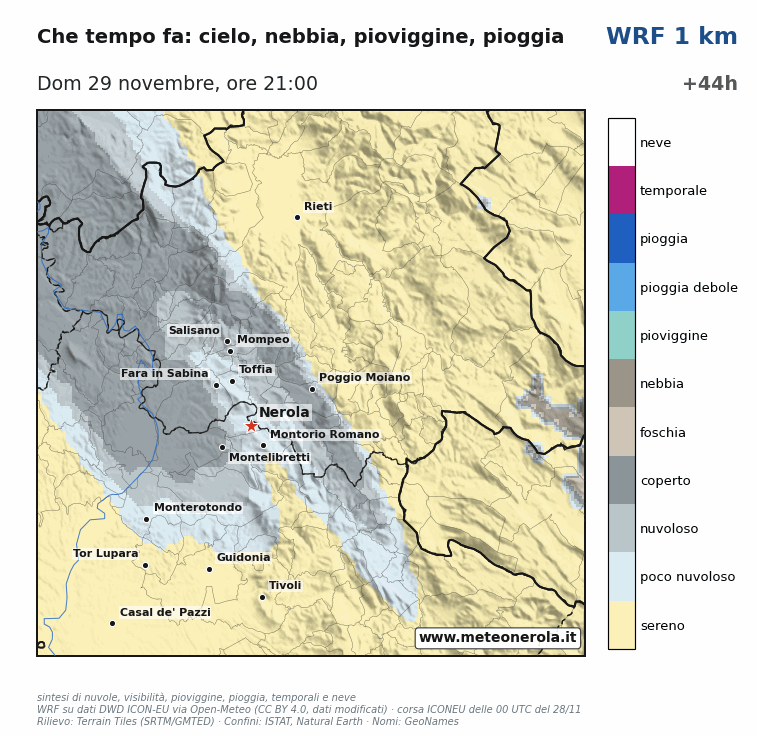 Che tempo fa: cielo, nebbia, pioviggine, pioggia
WRF 1 km
Dom 29 novembre, ore 21:00
+44h
neve
temporale
pioggia
pioggia debole
pioviggine
nebbia
foschia
coperto
nuvoloso
poco nuvoloso
sereno
Rieti
Salisano
Mompeo
Fara in Sabina
Toffia
Poggio Moiano
Nerola
Montorio Romano
Montelibretti
Monterotondo
Tor Lupara
Guidonia
Tivoli
Casal de' Pazzi
www.meteonerola.it
sintesi di nuvole, visibilità, pioviggine, pioggia, temporali e neve
WRF su dati DWD ICON-EU via Open-Meteo (CC BY 4.0, dati modificati) · corsa ICONEU delle 00 UTC del 28/11
Rilievo: Terrain Tiles (SRTM/GMTED) · Confini: ISTAT, Natural Earth · Nomi: GeoNames